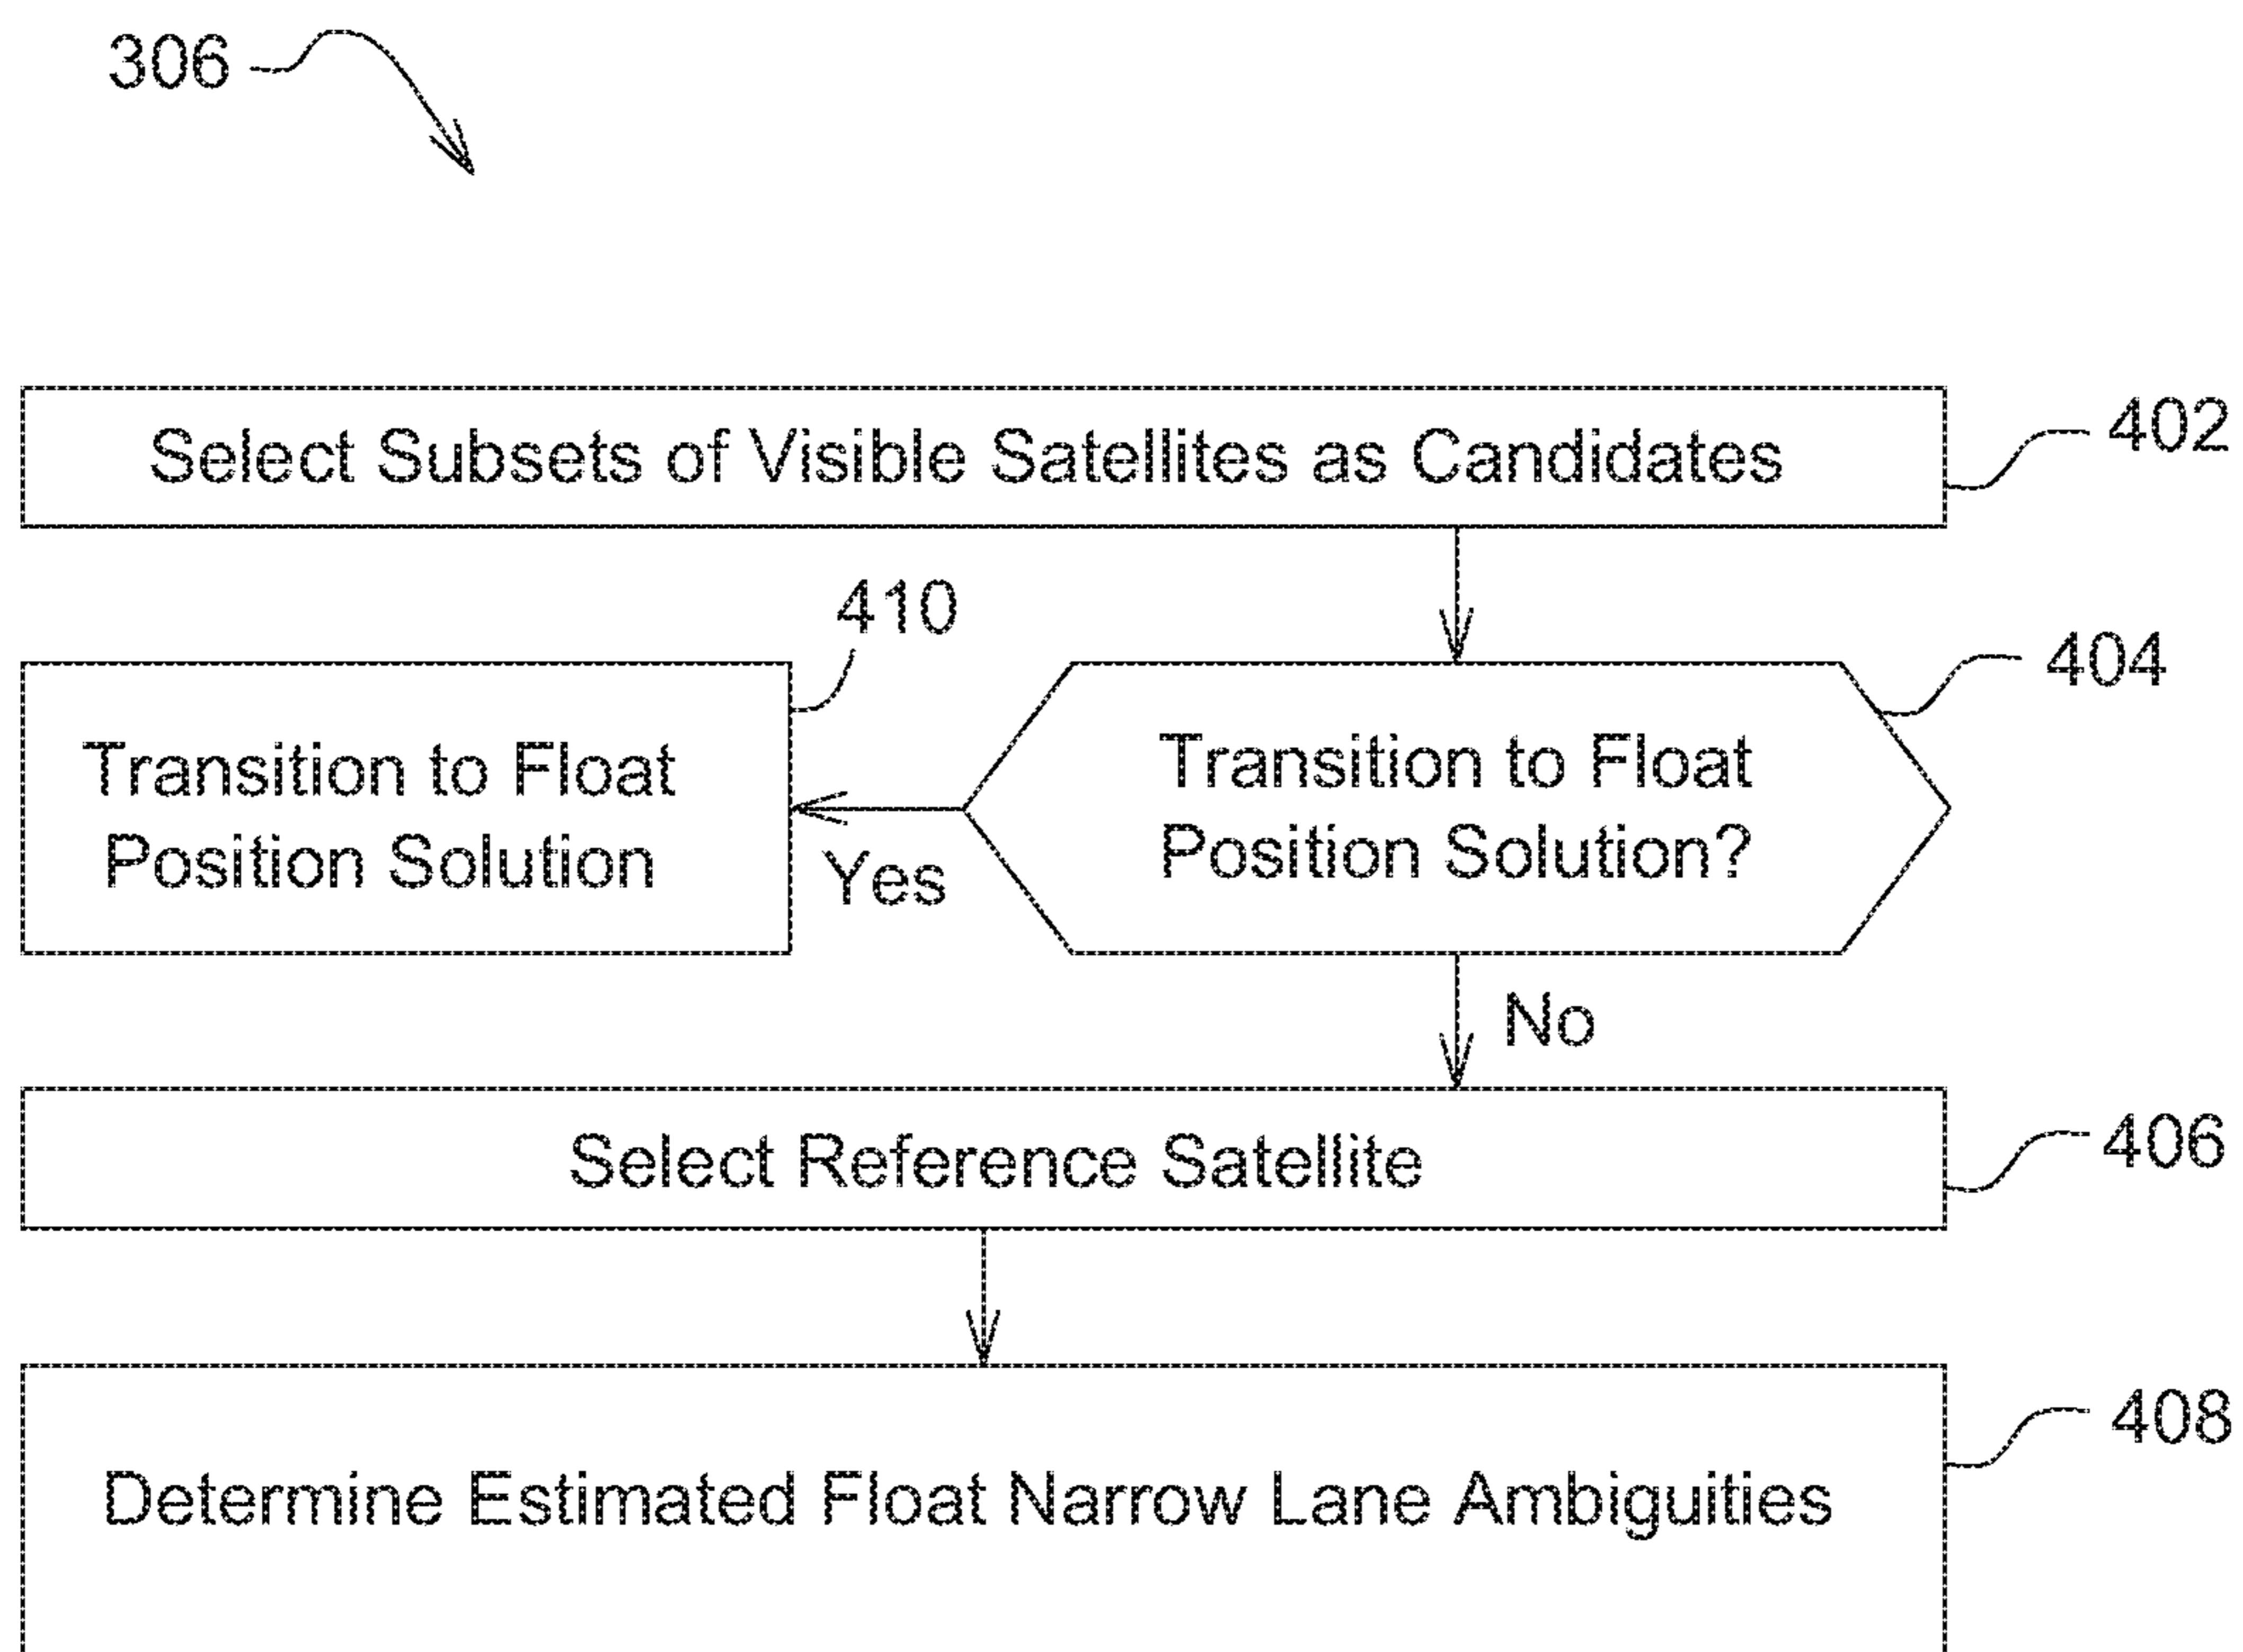 306
Select Subsets of Visible Satellites as Candidates
402
410
404
Transition to Float
Position Solution
Yes
Transition to Float
Position Solution?
No
Select Reference Satellite
406
Determine Estimated Float Narrow Lane Ambiguities
408